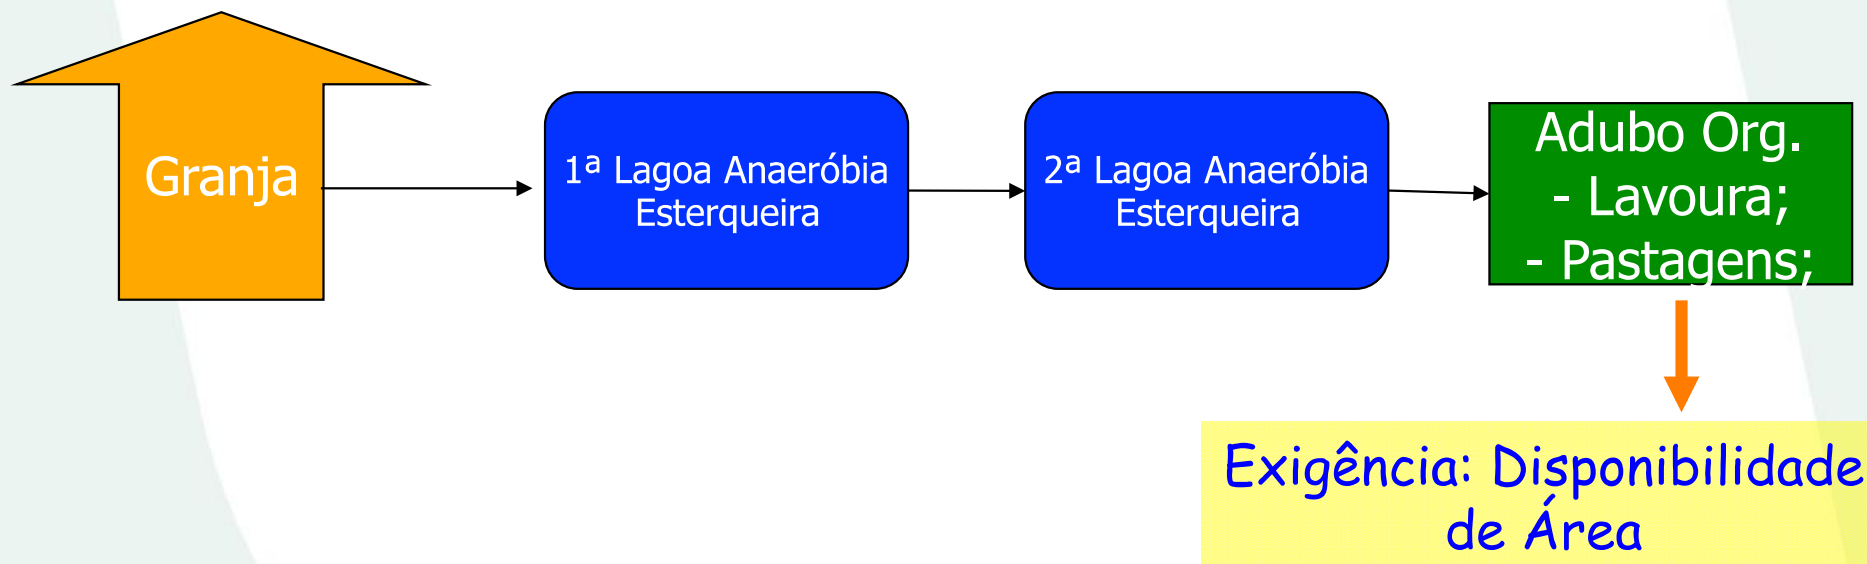 Granja
1ª Lagoa Anaeróbia
Esterqueira
2ª Lagoa Anaeróbia
Esterqueira
Adubo Org.
- Lavoura;
- Pastagens;
Exigência: Disponibilidade
de Área